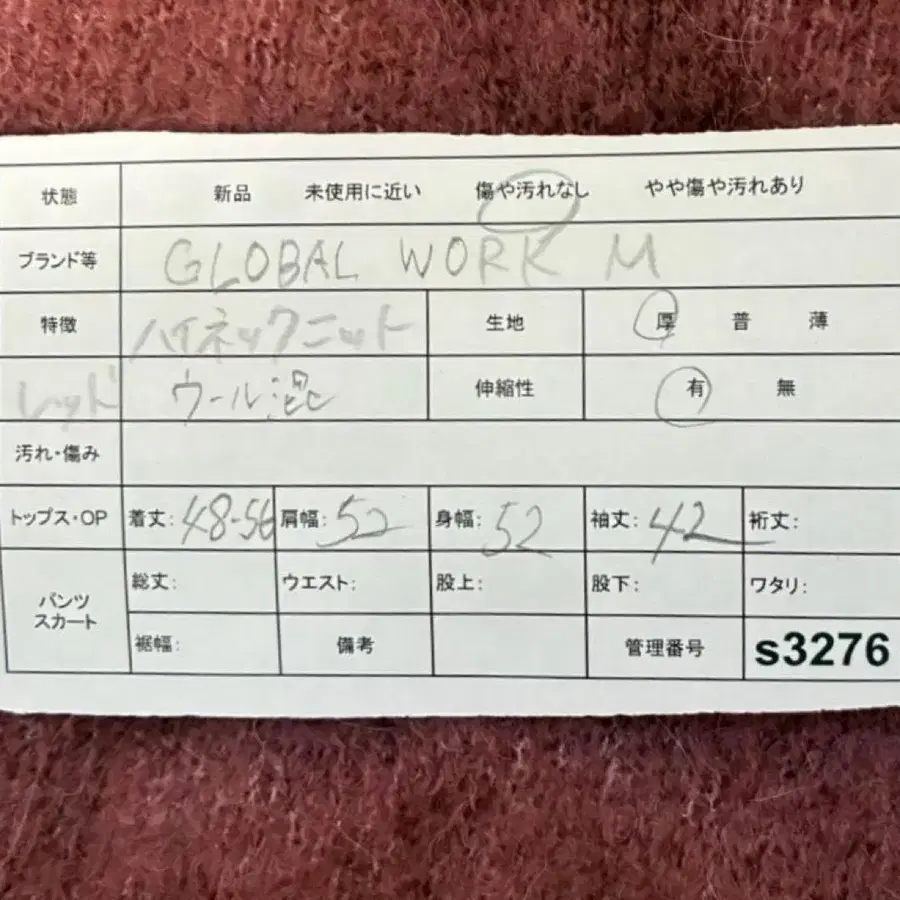 状態 新品 未使用に近い 傷や汚れなし やや傷や汚れあり
ブランド等 GLOBAL WORK M
特徴 ハイネックニット 生地 厚 普 薄
レッド ウール混 伸縮性 有 無
汚れ・傷み
トップス・OP 着丈: 48-56 肩幅: 52 身幅: 52 袖丈: 42 裄丈:
パンツ スカート 総丈: ウエスト: 股上: 股下: ワタリ:
裾幅: 備考 管理番号 s3276